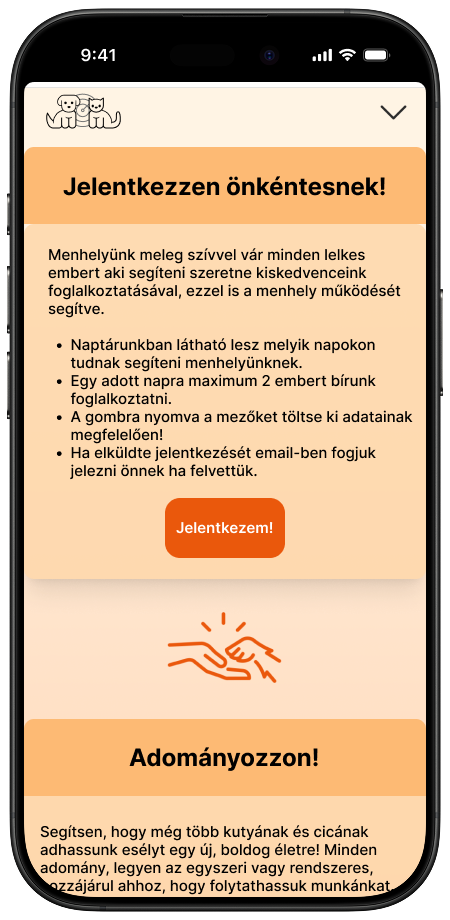 9:41
Jelentkezzen önkéntesnek!
Menhelyünk meleg szívvel vár minden lelkes
embert aki segíteni szeretne kiskedvenceink
foglalkoztatásával, ezzel is a menhely működését
segítve.
• Naptárunkban látható lesz melyik napokon
tudnak segíteni menhelyünknek.
• Egy adott napra maximum 2 embert bírunk
foglalkoztatni.
• A gombra nyomva a mezőket töltse ki adatainak
megfelelően!
• Ha elküldte jelentkezését email-ben fogjuk
jelezni önnek ha felvettük.
Jelentkezem!
Adományozzon!
Segítsen, hogy még több kutyának és cicának
adhassunk esélyt egy új, boldog életre! Minden
adomány, legyen az egyszeri vagy rendszeres,
hozzájárul ahhoz, hogy folytathassuk munkánkat,